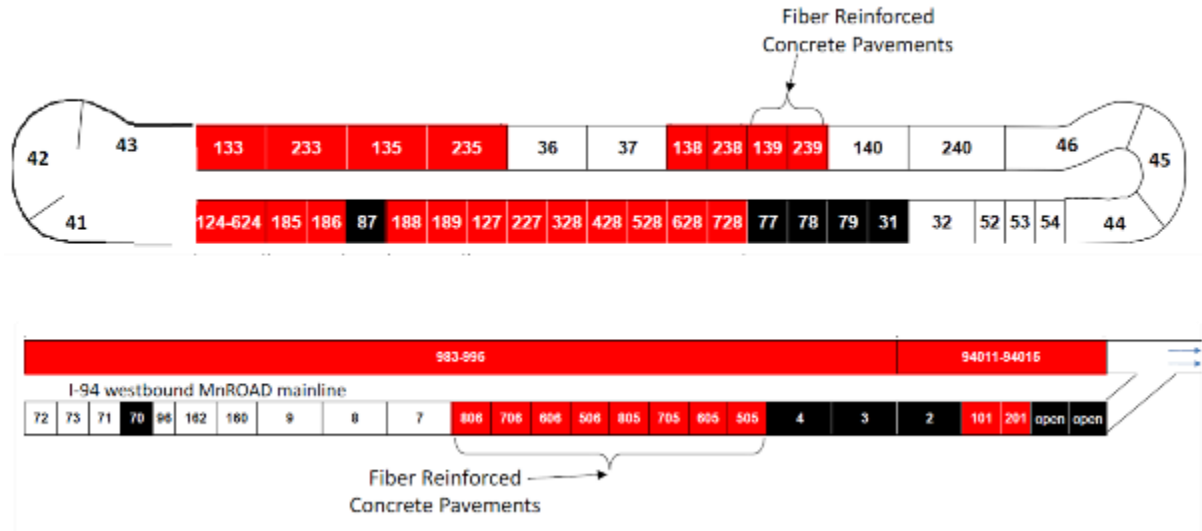 Fiber Reinforced
Concrete Pavements
42 43 133 233 135 235 36 37 138 238 139 239 140 240 46 45
41 124-624 185 186 87 188 189 127 227 328 428 528 628 728 77 78 79 31 32 52 53 54 44
983-996 94011-94015
I-94 westbound MnROAD mainline
72 73 71 70 96 162 160 9 8 7 806 706 606 506 805 705 605 505 4 3 2 101 201 open open
Fiber Reinforced
Concrete Pavements